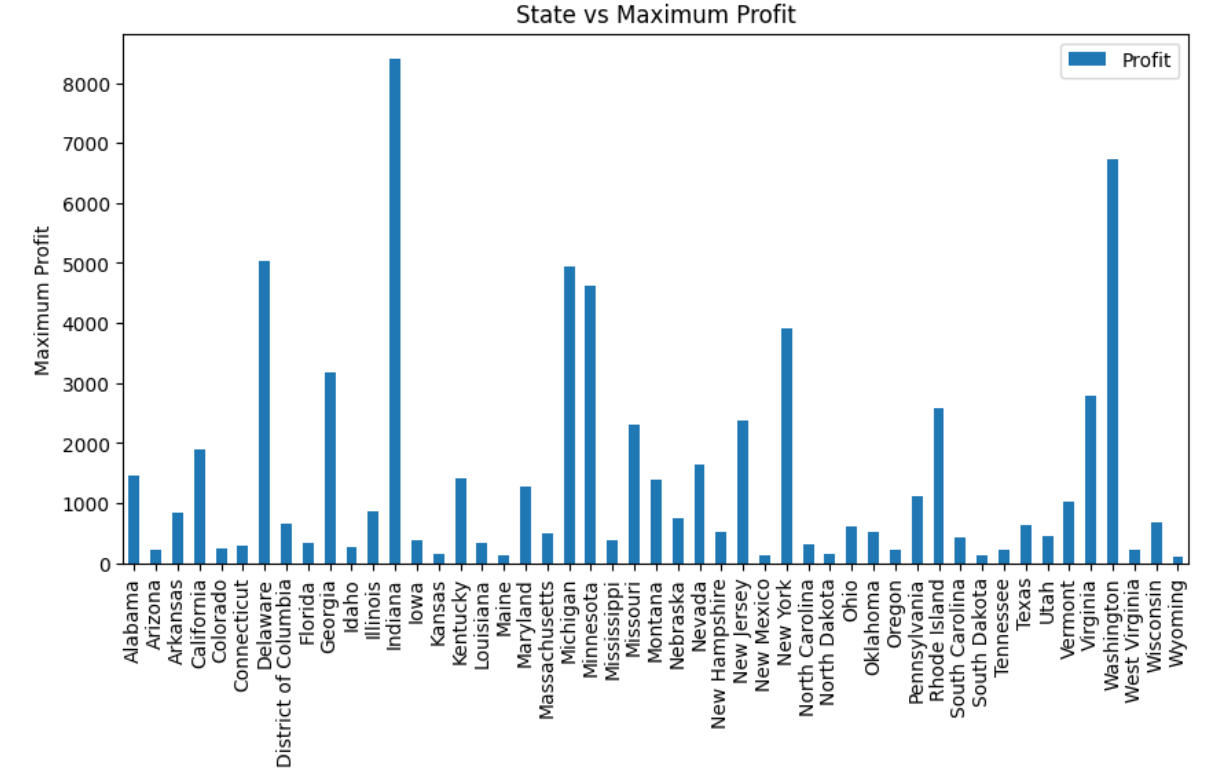 State vs Maximum Profit
Profit
Maximum Profit
8000
7000
6000
5000
4000
3000
2000
1000
0
Alabama
Arizona
Arkansas
California
Colorado
Connecticut
Delaware
District of Columbia
Florida
Georgia
Idaho
Illinois
Indiana
Iowa
Kansas
Kentucky
Louisiana
Maine
Maryland
Massachusetts
Michigan
Minnesota
Mississippi
Missouri
Montana
Nebraska
Nevada
New Hampshire
New Jersey
New Mexico
New York
North Carolina
North Dakota
Ohio
Oklahoma
Oregon
Pennsylvania
Rhode Island
South Carolina
South Dakota
Tennessee
Texas
Utah
Vermont
Virginia
Washington
West Virginia
Wisconsin
Wyoming